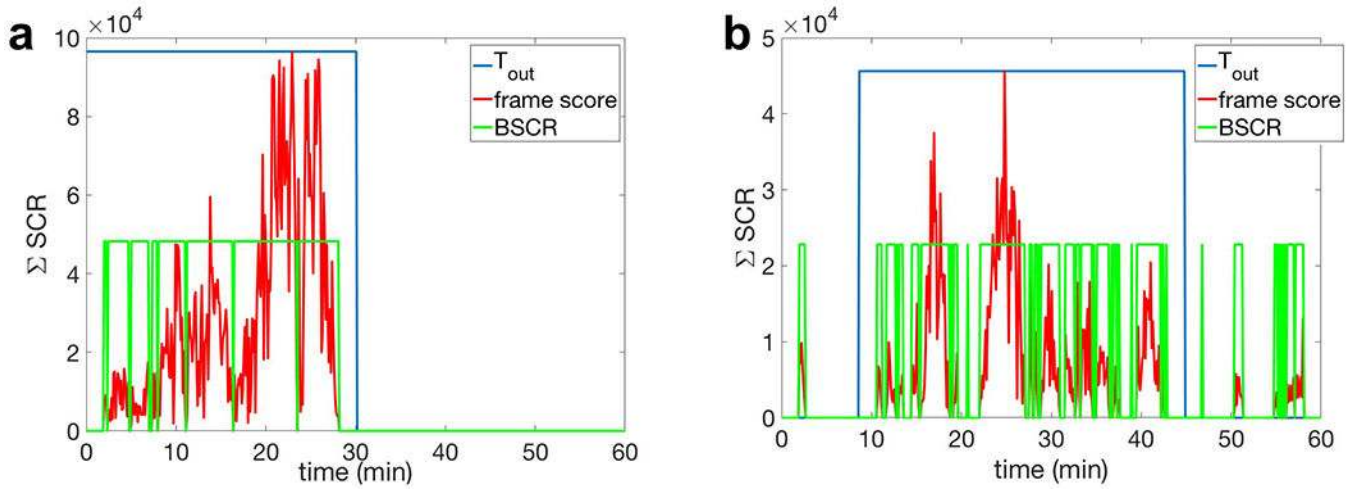 a
×10⁴
10
8
6
4
2
0
Σ SCR
0 10 20 30 40 50 60
time (min)
T_out
frame score
BSCR
b
×10⁴
5
4
3
2
1
0
Σ SCR
0 10 20 30 40 50 60
time (min)
T_out
frame score
BSCR